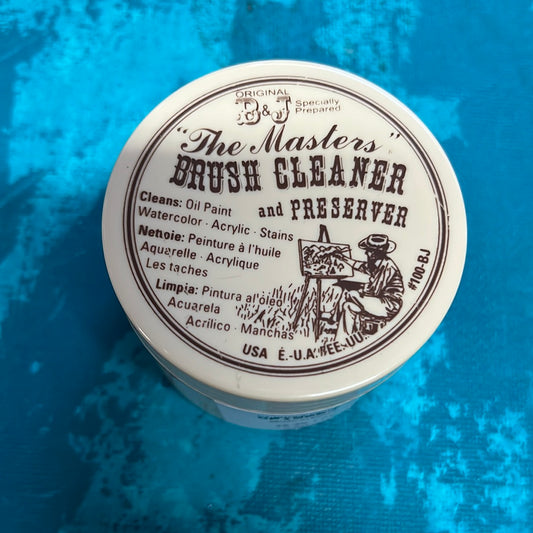 ORIGINAL
B&J Specially
Prepared
"The Masters"
BRUSH CLEANER
and PRESERVER
Cleans: Oil Paint
Watercolor · Acrylic · Stains
Nettoie: Peinture à l'huile
Aquarelle · Acrylique
Les taches
Limpia: Pintura al óleo
Acuarela
Acrílico · Manchas
USA É.-U.A. EE.UU.
#100-BJ